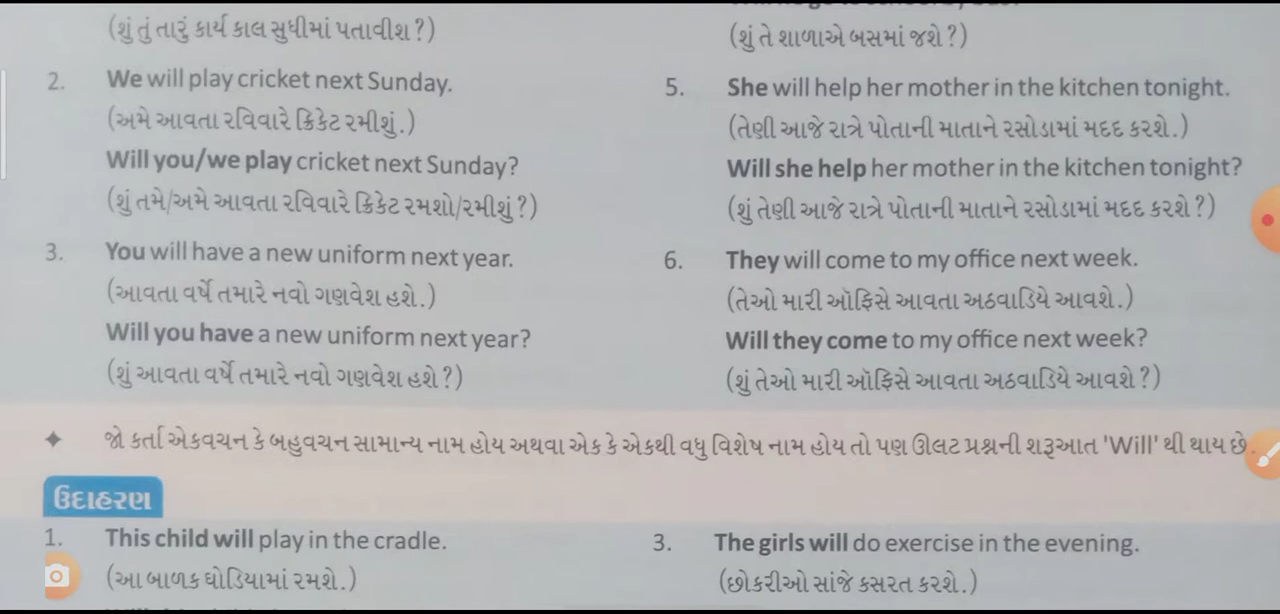 (શું તું તારું કાર્ય કાલ સુધીમાં પતાવીશ?)
2. We will play cricket next Sunday.
(અમે આવતા રવિવારે ક્રિકેટ રમીશું.)
Will you/we play cricket next Sunday?
(શું તમે/અમે આવતા રવિવારે ક્રિકેટ રમશો/રમીશું?)
3. You will have a new uniform next year.
(આવતા વર્ષે તમારે નવો ગણવેશ હશે.)
Will you have a new uniform next year?
(શું આવતા વર્ષે તમારે નવો ગણવેશ હશે?)
(શું તે શાળાએ બસમાં જશે?)
5. She will help her mother in the kitchen tonight.
(તેણી આજે રાત્રે પોતાની માતાને રસોડામાં મદદ કરશે.)
Will she help her mother in the kitchen tonight?
(શું તેણી આજે રાત્રે પોતાની માતાને રસોડામાં મદદ કરશે?)
6. They will come to my office next week.
(તેઓ મારી ઑફિસે આવતા અઠવાડિયે આવશે.)
Will they come to my office next week?
(શું તેઓ મારી ઑફિસે આવતા અઠવાડિયે આવશે?)
✦ જો કર્તા એકવચન કે બહુવચન સામાન્ય નામ હોય અથવા એક કે એકથી વધુ વિશેષ નામ હોય તો પણ ઊલટ પ્રશ્નની શરૂઆત 'Will' થી થાય છે.
ઉદાહરણ
1. This child will play in the cradle.
(આ બાળક ઘોડિયામાં રમશે.)
3. The girls will do exercise in the evening.
(છોકરીઓ સાંજે કસરત કરશે.)